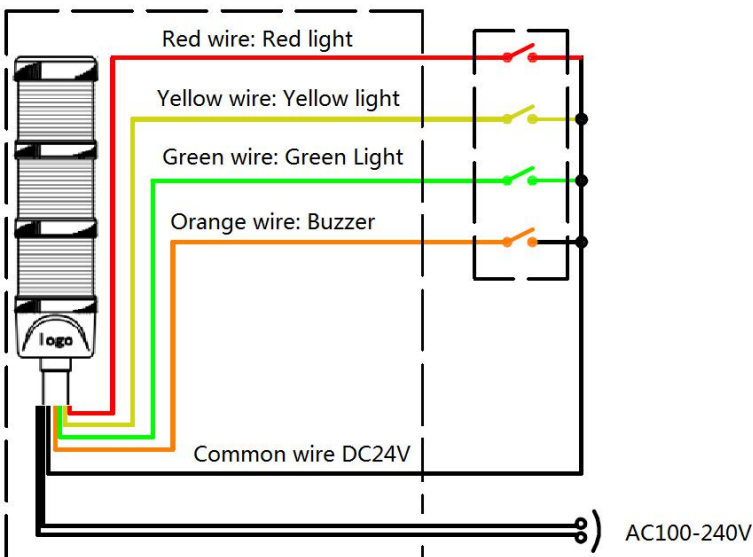 Red wire: Red light
Yellow wire: Yellow light
Green wire: Green Light
Orange wire: Buzzer
logo
Common wire DC24V
AC100-240V